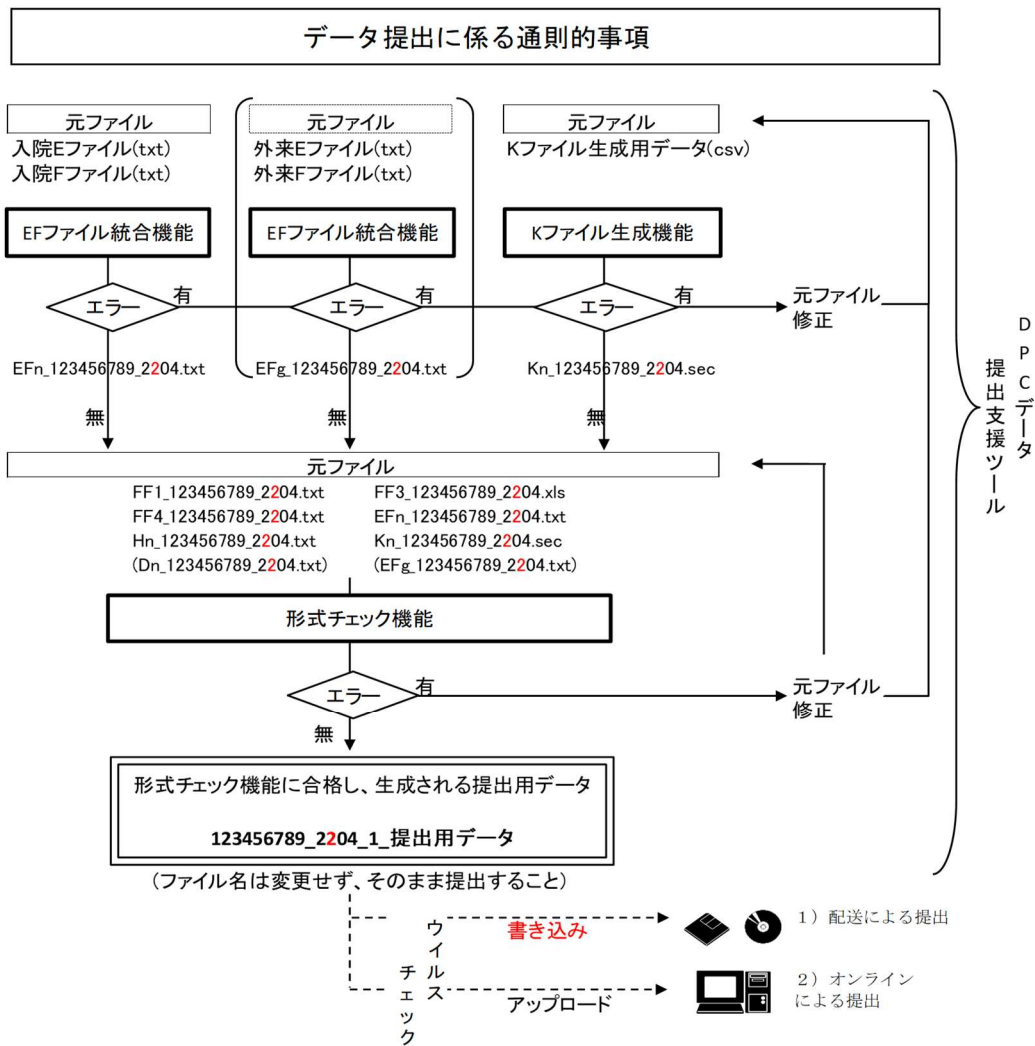 データ提出に係る通則的事項
元ファイル
入院Eファイル(txt)
入院Fファイル(txt)
元ファイル
外来Eファイル(txt)
外来Fファイル(txt)
元ファイル
Kファイル生成用データ(csv)
EFファイル統合機能
EFファイル統合機能
Kファイル生成機能
エラー
有
エラー
有
エラー
有
元ファイル
修正
EFn_123456789_2204.txt
EFg_123456789_2204.txt
Kn_123456789_2204.sec
無
無
無
DPCデータ
提出支援ツール
元ファイル
FF1_123456789_2204.txt
FF3_123456789_2204.xls
FF4_123456789_2204.txt
EFn_123456789_2204.txt
Hn_123456789_2204.txt
Kn_123456789_2204.sec
(Dn_123456789_2204.txt)
(EFg_123456789_2204.txt)
形式チェック機能
エラー
有
元ファイル
修正
無
形式チェック機能に合格し、生成される提出用データ
123456789_2204_1_提出用データ
(ファイル名は変更せず、そのまま提出すること)
ウイルス
チェック
書き込み
1）配送による提出
アップロード
2）オンライン
による提出